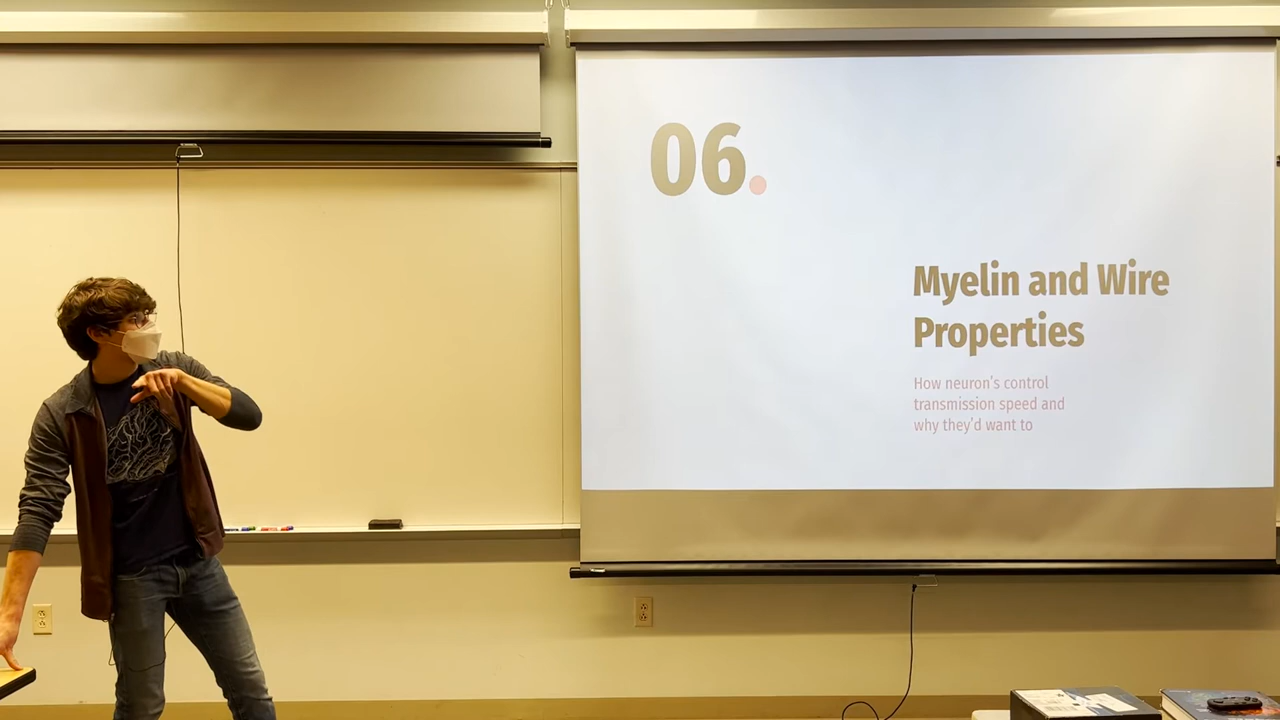 06.
Myelin and Wire
Properties
How neuron's control
transmission speed and
why they'd want to